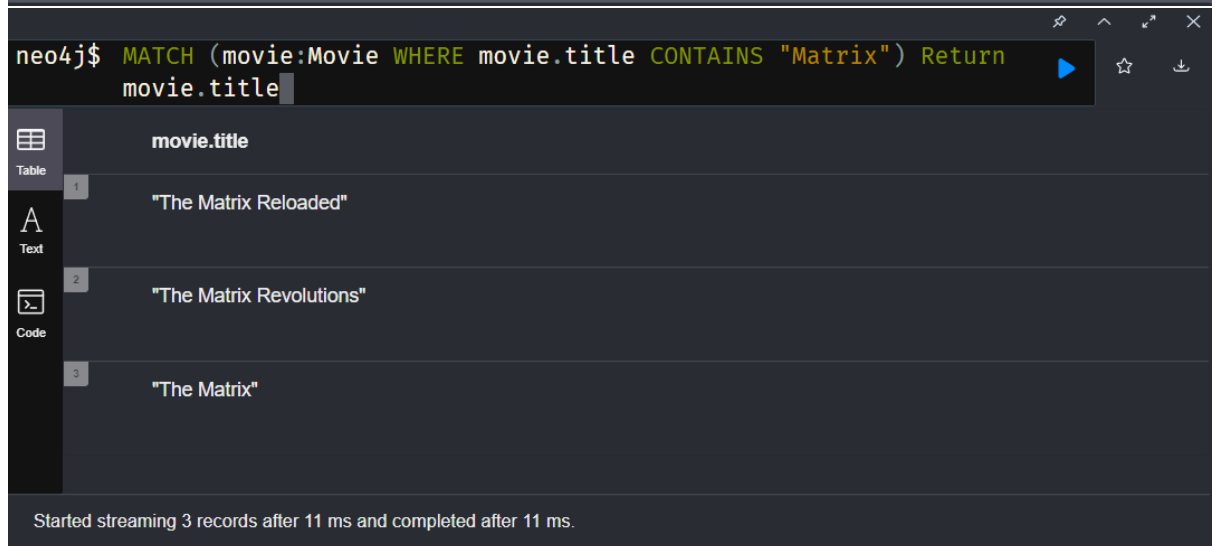 neo4j$ MATCH (movie:Movie WHERE movie.title CONTAINS "Matrix") Return
movie.title
Table
movie.title
1
"The Matrix Reloaded"
Text
2
"The Matrix Revolutions"
Code
3
"The Matrix"
Started streaming 3 records after 11 ms and completed after 11 ms.